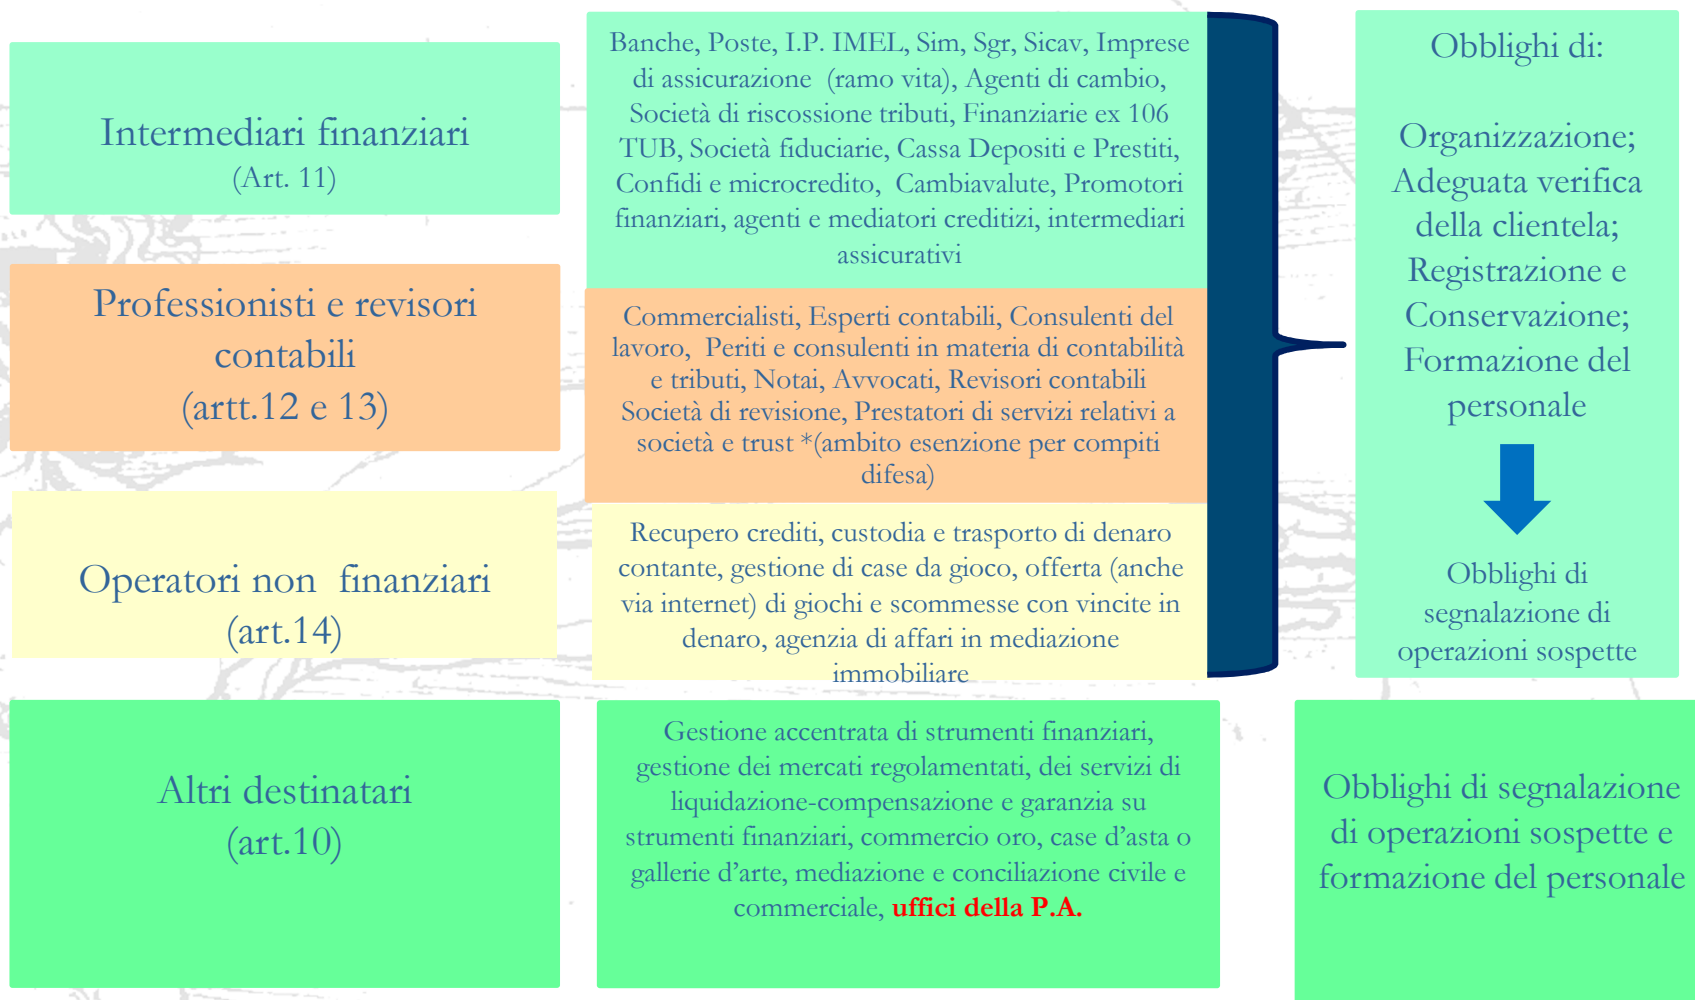 Intermediari finanziari
(Art. 11)
Banche, Poste, I.P. IMEL, Sim, Sgr, Sicav, Imprese
di assicurazione (ramo vita), Agenti di cambio,
Società di riscossione tributi, Finanziarie ex 106
TUB, Società fiduciarie, Cassa Depositi e Prestiti,
Confidi e microcredito, Cambiavalute, Promotori
finanziari, agenti e mediatori creditizi, intermediari
assicurativi
Professionisti e revisori
contabili
(artt.12 e 13)
Commercialisti, Esperti contabili, Consulenti del
lavoro, Periti e consulenti in materia di contabilità
e tributi, Notai, Avvocati, Revisori contabili
Società di revisione, Prestatori di servizi relativi a
società e trust *(ambito esenzione per compiti
difesa)
Operatori non finanziari
(art.14)
Recupero crediti, custodia e trasporto di denaro
contante, gestione di case da gioco, offerta (anche
via internet) di giochi e scommesse con vincite in
denaro, agenzia di affari in mediazione
immobiliare
Obblighi di:
Organizzazione;
Adeguata verifica
della clientela;
Registrazione e
Conservazione;
Formazione del
personale
Obblighi di
segnalazione di
operazioni sospette
Altri destinatari
(art.10)
Gestione accentrata di strumenti finanziari,
gestione dei mercati regolamentati, dei servizi di
liquidazione-compensazione e garanzia su
strumenti finanziari, commercio oro, case d'asta o
gallerie d'arte, mediazione e conciliazione civile e
commerciale, uffici della P.A.
Obblighi di segnalazione
di operazioni sospette e
formazione del personale